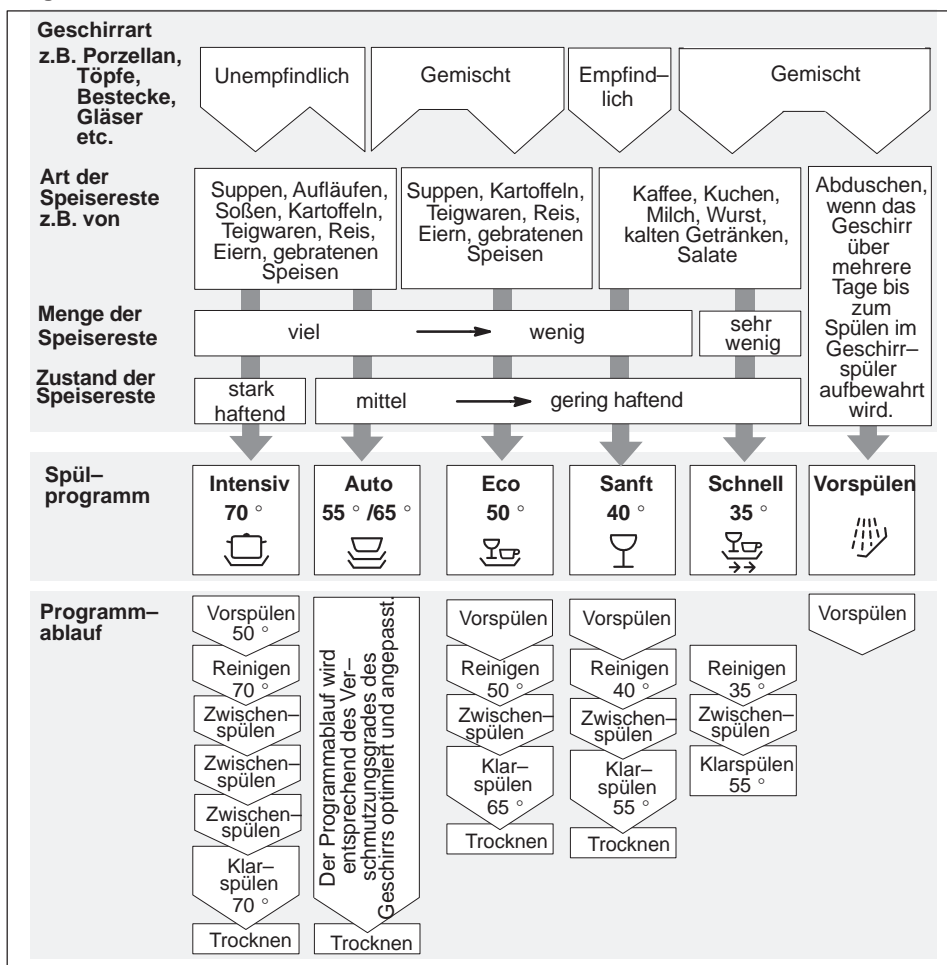 Geschirrart
z.B. Porzellan,
Töpfe,
Bestecke,
Gläser
etc.
Unempfindlich
Gemischt
Empfind–
lich
Gemischt
Art der
Speisereste
z.B. von
Suppen, Aufläufen,
Soßen, Kartoffeln,
Teigwaren, Reis,
Eiern, gebratenen
Speisen
Suppen, Kartoffeln,
Teigwaren, Reis,
Eiern, gebratenen
Speisen
Kaffee, Kuchen,
Milch, Wurst,
kalten Getränken,
Salate
Abduschen,
wenn das
Geschirr
über
mehrere
Tage bis
zum
Spülen im
Geschirr–
spüler
aufbewahrt
wird.
Menge der
Speisereste
viel
wenig
sehr
wenig
Zustand der
Speisereste
stark
haftend
mittel
gering haftend
Spül–
programm
Intensiv
70 °
Auto
55 ° /65 °
Eco
50 °
Sanft
40 °
Schnell
35 °
Vorspülen
Programm–
ablauf
Vorspülen
50 °
Reinigen
70 °
Zwischen–
spülen
Zwischen–
spülen
Zwischen–
spülen
Klar–
spülen
70 °
Trocknen
Der Programmablauf wird
entsprechend des Ver–
schmutzungsgrades des
Geschirrs optimiert und angepasst.
Trocknen
Vorspülen
Reinigen
50 °
Zwischen–
spülen
Klar–
spülen
65 °
Trocknen
Vorspülen
Reinigen
40 °
Zwischen–
spülen
Klar–
spülen
55 °
Trocknen
Reinigen
35 °
Zwischen–
spülen
Klarspülen
55 °
Vorspülen